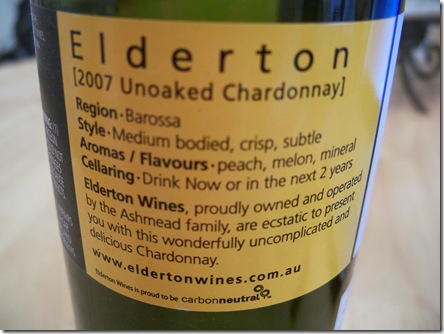 Elderton
[2007 Unoaked Chardonnay]
Region • Barossa
Style • Medium bodied, crisp, subtle
Aromas / Flavours • peach, melon, mineral
Cellaring • Drink Now or in the next 2 years
Elderton Wines, proudly owned and operated
by the Ashmead family, are ecstatic to present
you with this wonderfully uncomplicated and
delicious Chardonnay.
www.eldertonwines.com.au
Elderton Wines is proud to be carbonneutral